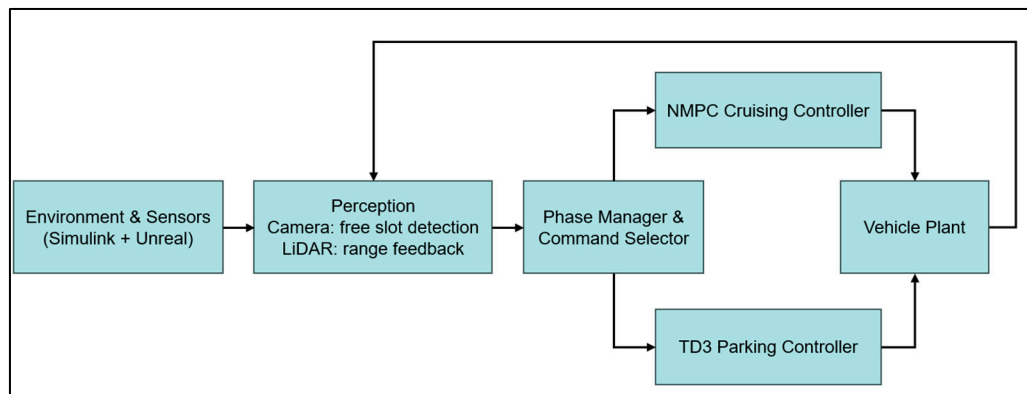 Environment & Sensors
(Simulink + Unreal)
Perception
Camera: free slot detection
LiDAR: range feedback
Phase Manager &
Command Selector
NMPC Cruising Controller
TD3 Parking Controller
Vehicle Plant